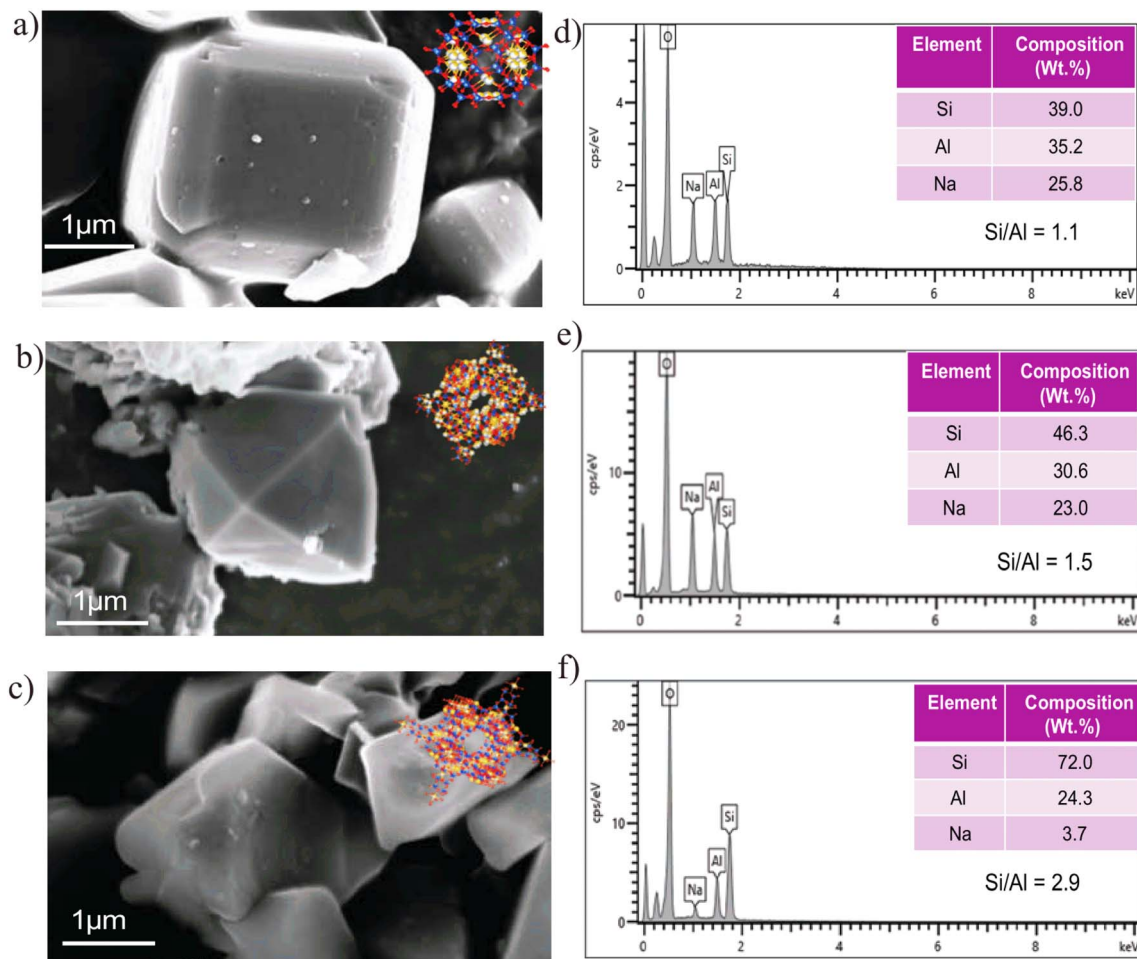 a)
1μm
b)
1μm
c)
1μm
d)
cps/eV
4
2
0
O
Na
Al
Si
0 2 4 6 8 keV
Element Composition (Wt.%)
Si 39.0
Al 35.2
Na 25.8
Si/Al = 1.1
e)
cps/eV
10
0
O
Na
Al
Si
0 2 4 6 8 keV
Element Composition (Wt.%)
Si 46.3
Al 30.6
Na 23.0
Si/Al = 1.5
f)
cps/eV
20
10
0
O
Na
Al
Si
0 2 4 6 8 keV
Element Composition (Wt.%)
Si 72.0
Al 24.3
Na 3.7
Si/Al = 2.9